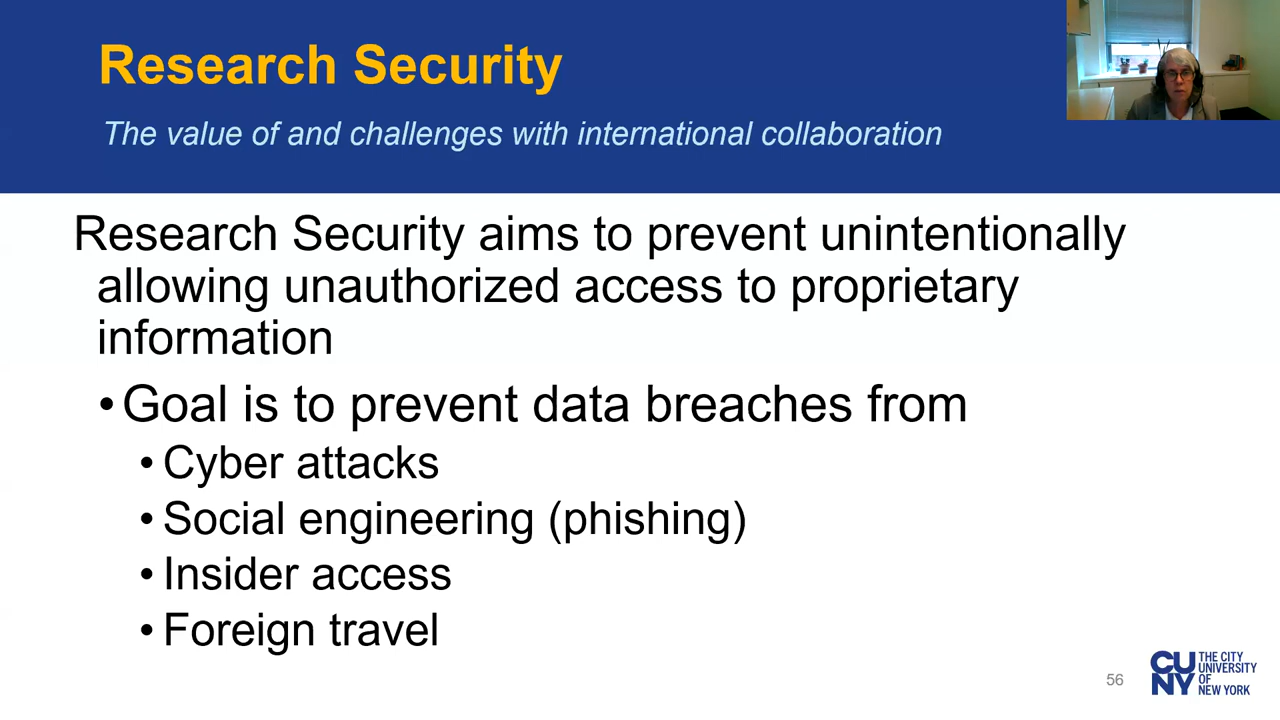 Research Security
The value of and challenges with international collaboration
Research Security aims to prevent unintentionally
allowing unauthorized access to proprietary
information
•Goal is to prevent data breaches from
•Cyber attacks
•Social engineering (phishing)
•Insider access
•Foreign travel
56
CU
NY
THE CITY
UNIVERSITY
OF
NEW YORK